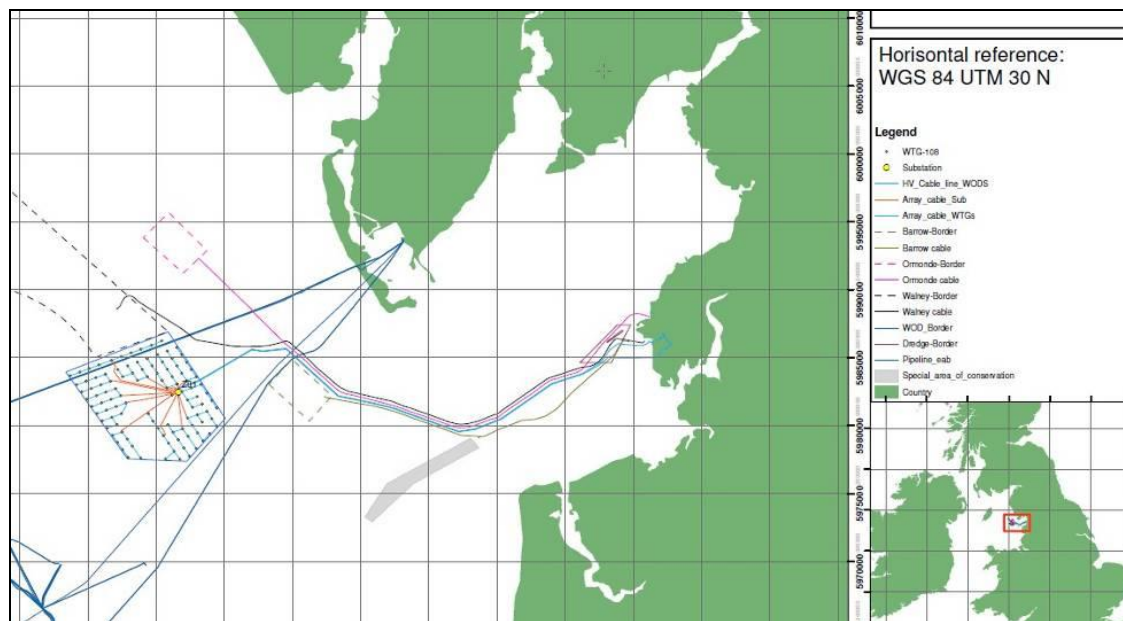 Horisontal reference:
WGS 84 UTM 30 N
Legend
WTG-108
Substation
HV_Cable_line_WODS
Array_cable_Sub
Array_cable_WTGs
Barrow-Border
Barrow cable
Ormonde-Border
Ormonde cable
Walney-Border
Walney cable
WOD_Border
Dredge-Border
Pipeline_eab
Special_area_of_conservation
Country
6010000
6005000
6000000
5995000
5990000
5985000
5980000
5975000
5970000